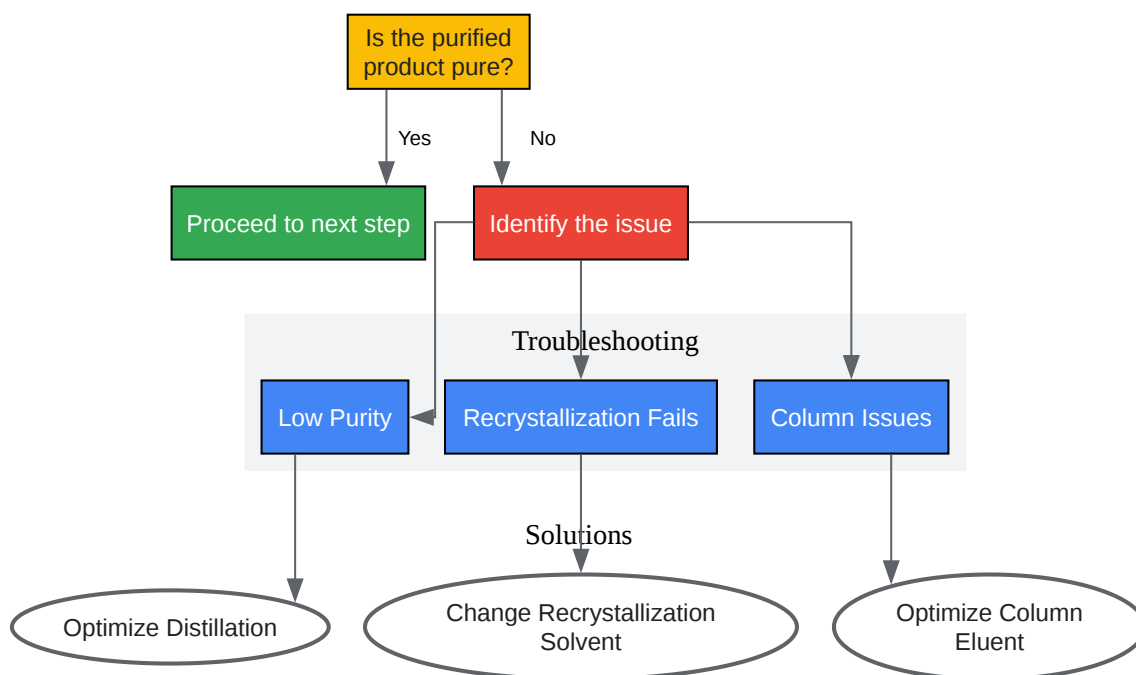 Is the purified
product pure?
Yes
No
Proceed to next step
Identify the issue
Troubleshooting
Low Purity
Recrystallization Fails
Column Issues
Solutions
Optimize Distillation
Change Recrystallization
Solvent
Optimize Column
Eluent